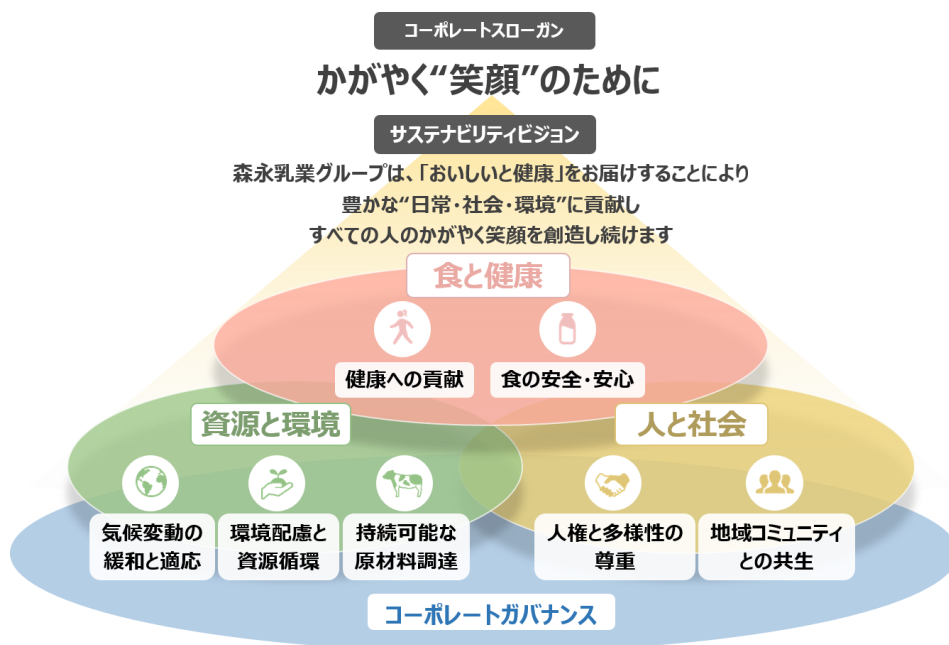 コーポレートスローガン
かがやく“笑顔”のために
サステナビリティビジョン
森永乳業グループは、「おいしいと健康」をお届けすることにより
豊かな“日常・社会・環境”に貢献し
すべての人のかがやく笑顔を創造し続けます
食と健康
健康への貢献
食の安全・安心
資源と環境
気候変動の
緩和と適応
環境配慮と
資源循環
持続可能な
原材料調達
人と社会
人権と多様性の
尊重
地域コミュニティ
との共生
コーポレートガバナンス